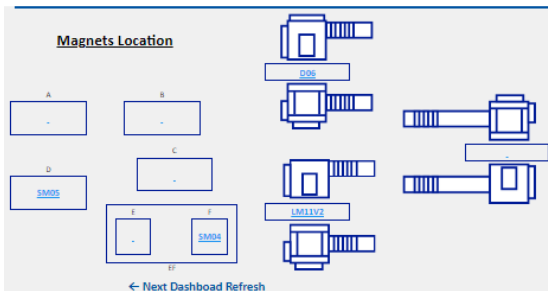 Magnets Location
D06
A
B
-
-
C
-
-
D
SM05
LM11V2
E
F
-
SM04
EF
← Next Dashboad Refresh